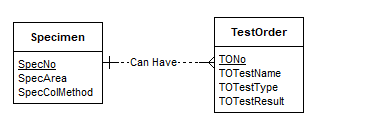 Specimen
SpecNo
SpecArea
SpecColMethod
Can Have
TestOrder
TONo
TOTestName
TOTestType
TOTestResult